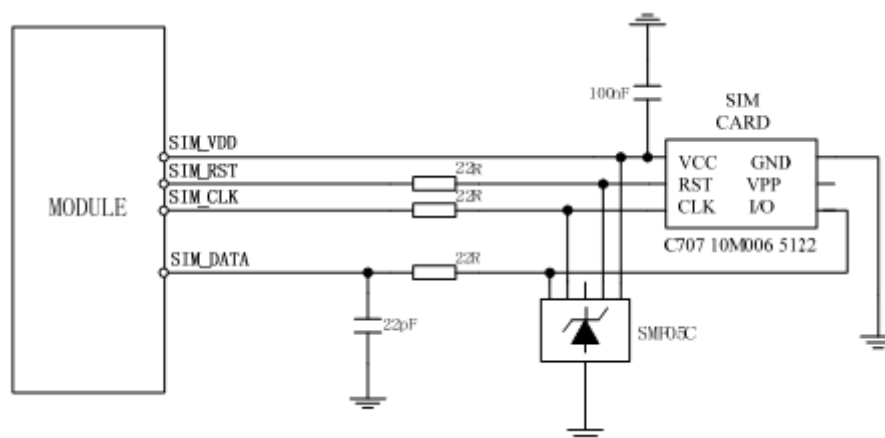 100nF
SIM
CARD
SIM_VDD
SIM_RST
22R
SIM_CLK
22R
MODULE
VCC GND
RST VPP
CLK I/O
C707 10M006 5122
SIM_DATA
22R
22pF
SMF05C